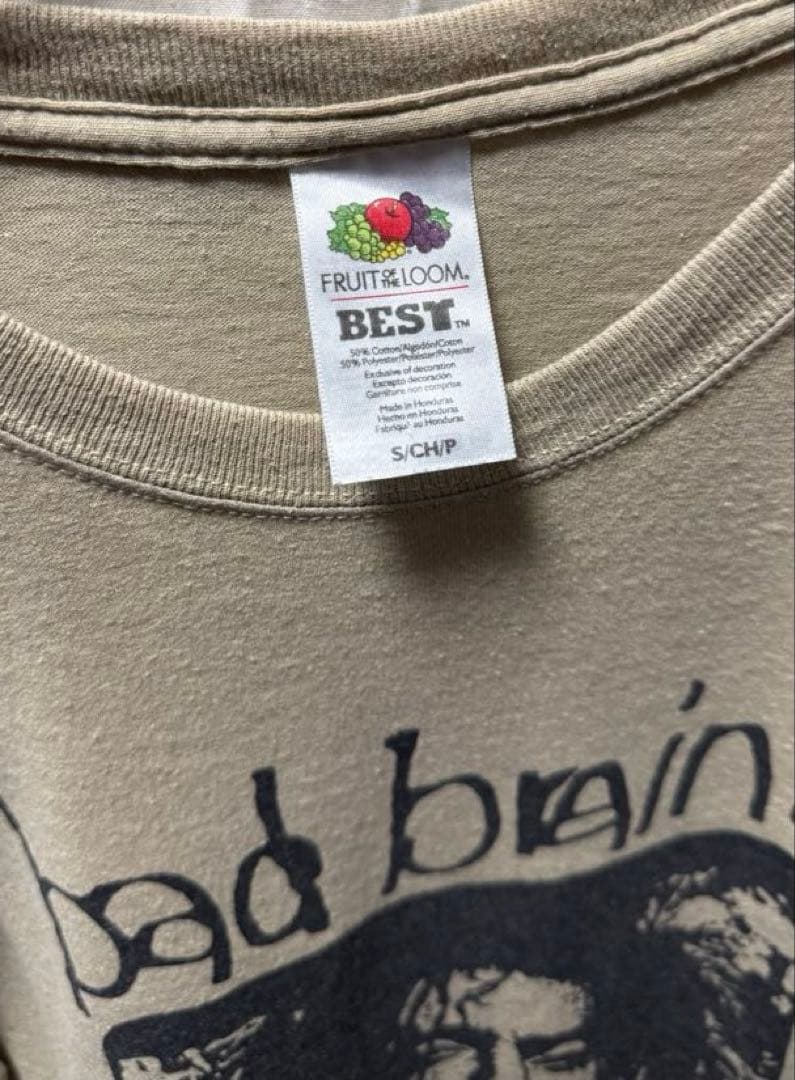 FRUIT OF THE LOOM®
BEST™
50% Cotton/Algodón/Coton
50% Polyester/Poliéster/Polyester
Exclusive of decoration
Excepto decoración
Garniture non comprise
Made in Honduras
Hecho en Honduras
Fabriqué au Honduras
S/CH/P
bad brain